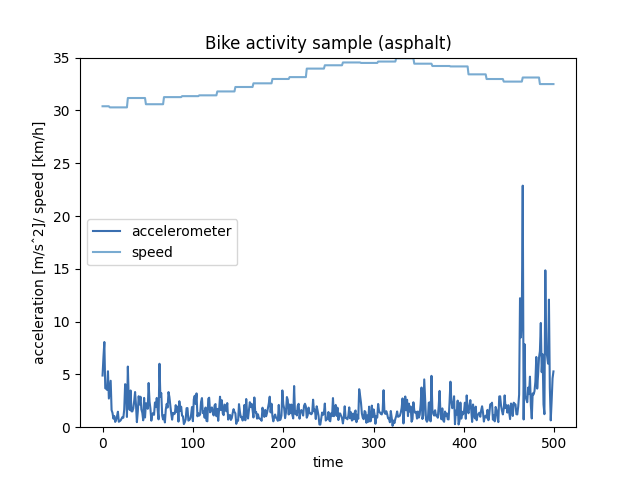 Bike activity sample (asphalt)
35
30
25
20
15
10
5
0
acceleration [m/s^2]/ speed [km/h]
accelerometer
speed
0 100 200 300 400 500
time